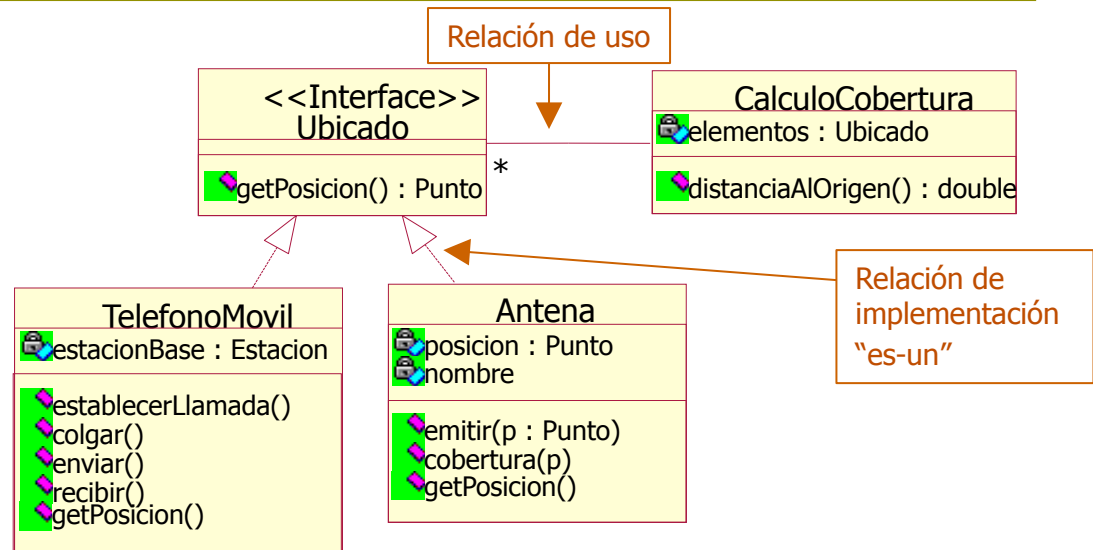 Relación de uso
<<Interface>>
Ubicado
getPosicion() : Punto
*
CalculoCobertura
elementos : Ubicado
distanciaAlOrigen() : double
Relación de
implementación
“es-un”
TelefonoMovil
estacionBase : Estacion
establecerLlamada()
colgar()
enviar()
recibir()
getPosicion()
Antena
posicion : Punto
nombre
emitir(p : Punto)
cobertura(p)
getPosicion()